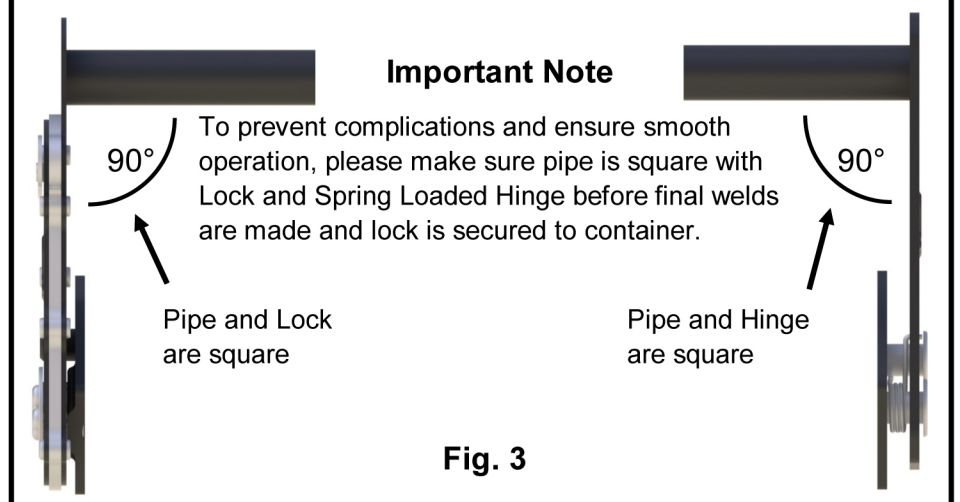 Important Note
To prevent complications and ensure smooth
operation, please make sure pipe is square with
Lock and Spring Loaded Hinge before final welds
are made and lock is secured to container.
90°
90°
Pipe and Lock
are square
Pipe and Hinge
are square
Fig. 3